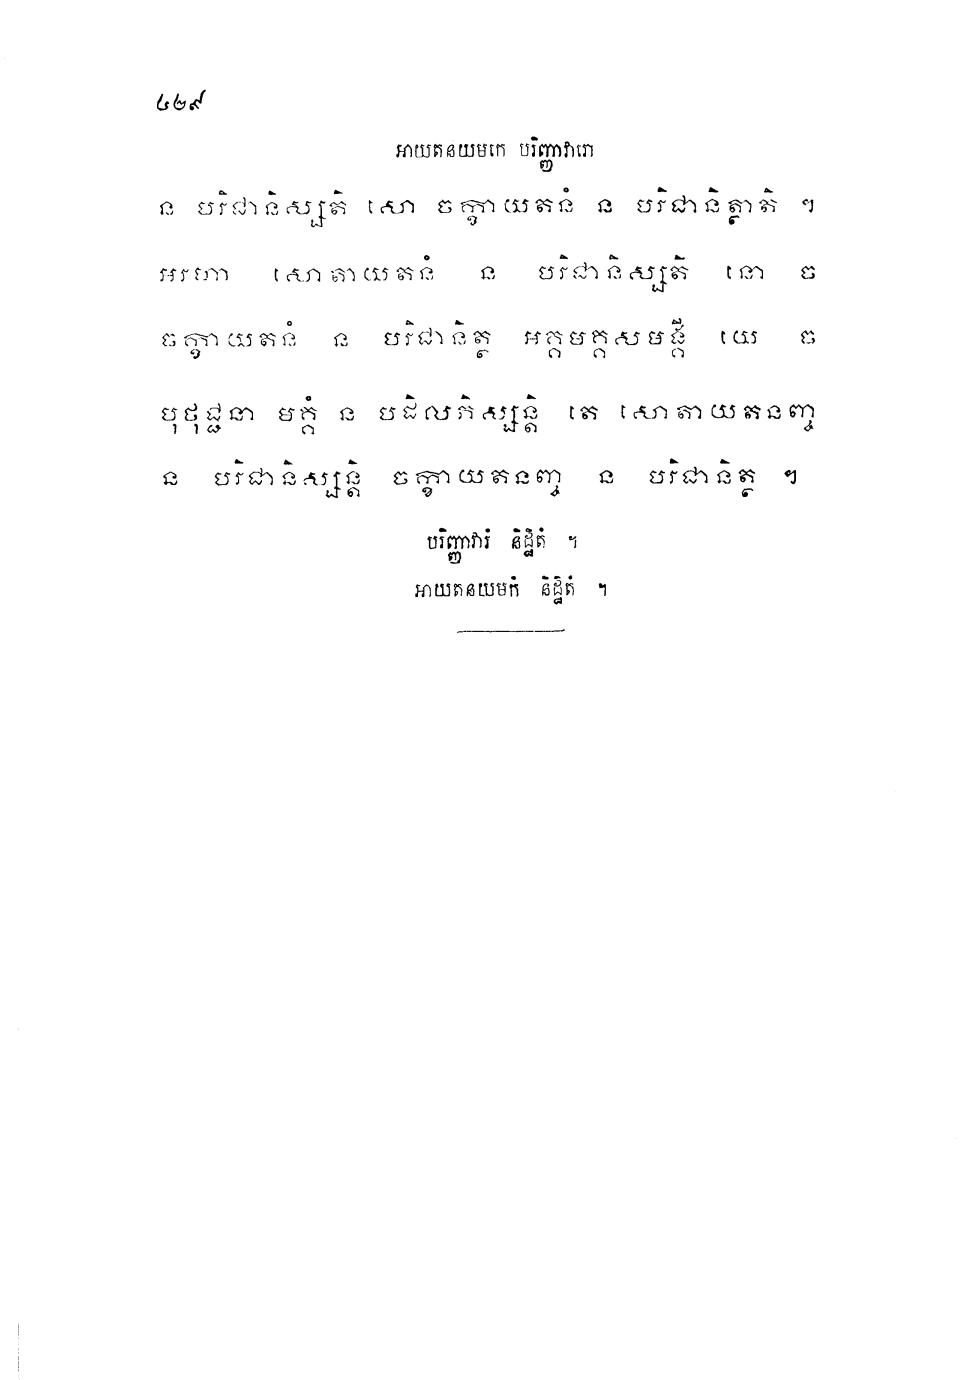 ៤២៩
អាយតនយមកេ បរិញ្ញាវារោ
ន បរិជានិស្សតិ សោ ចក្ខាយតនំ ន បរិជានិត្ថាតិ ។
អរហា សោតាយតនំ ន បរិជានិស្សតិ នោ ច
ចក្ខាយតនំ ន បរិជានិត្ថ អគ្គមគ្គសមង្គី យេ ច
បុថុជ្ជនា មគ្គំ ន បដិលភិស្សន្តិ តេ សោតាយតនញ្ច
ន បរិជានិស្សន្តិ ចក្ខាយតនញ្ច ន បរិជានិត្ថ ។
បរិញ្ញាវារំ និដ្ឋិតំ ។
អាយតនយមកំ និដ្ឋិតំ ។